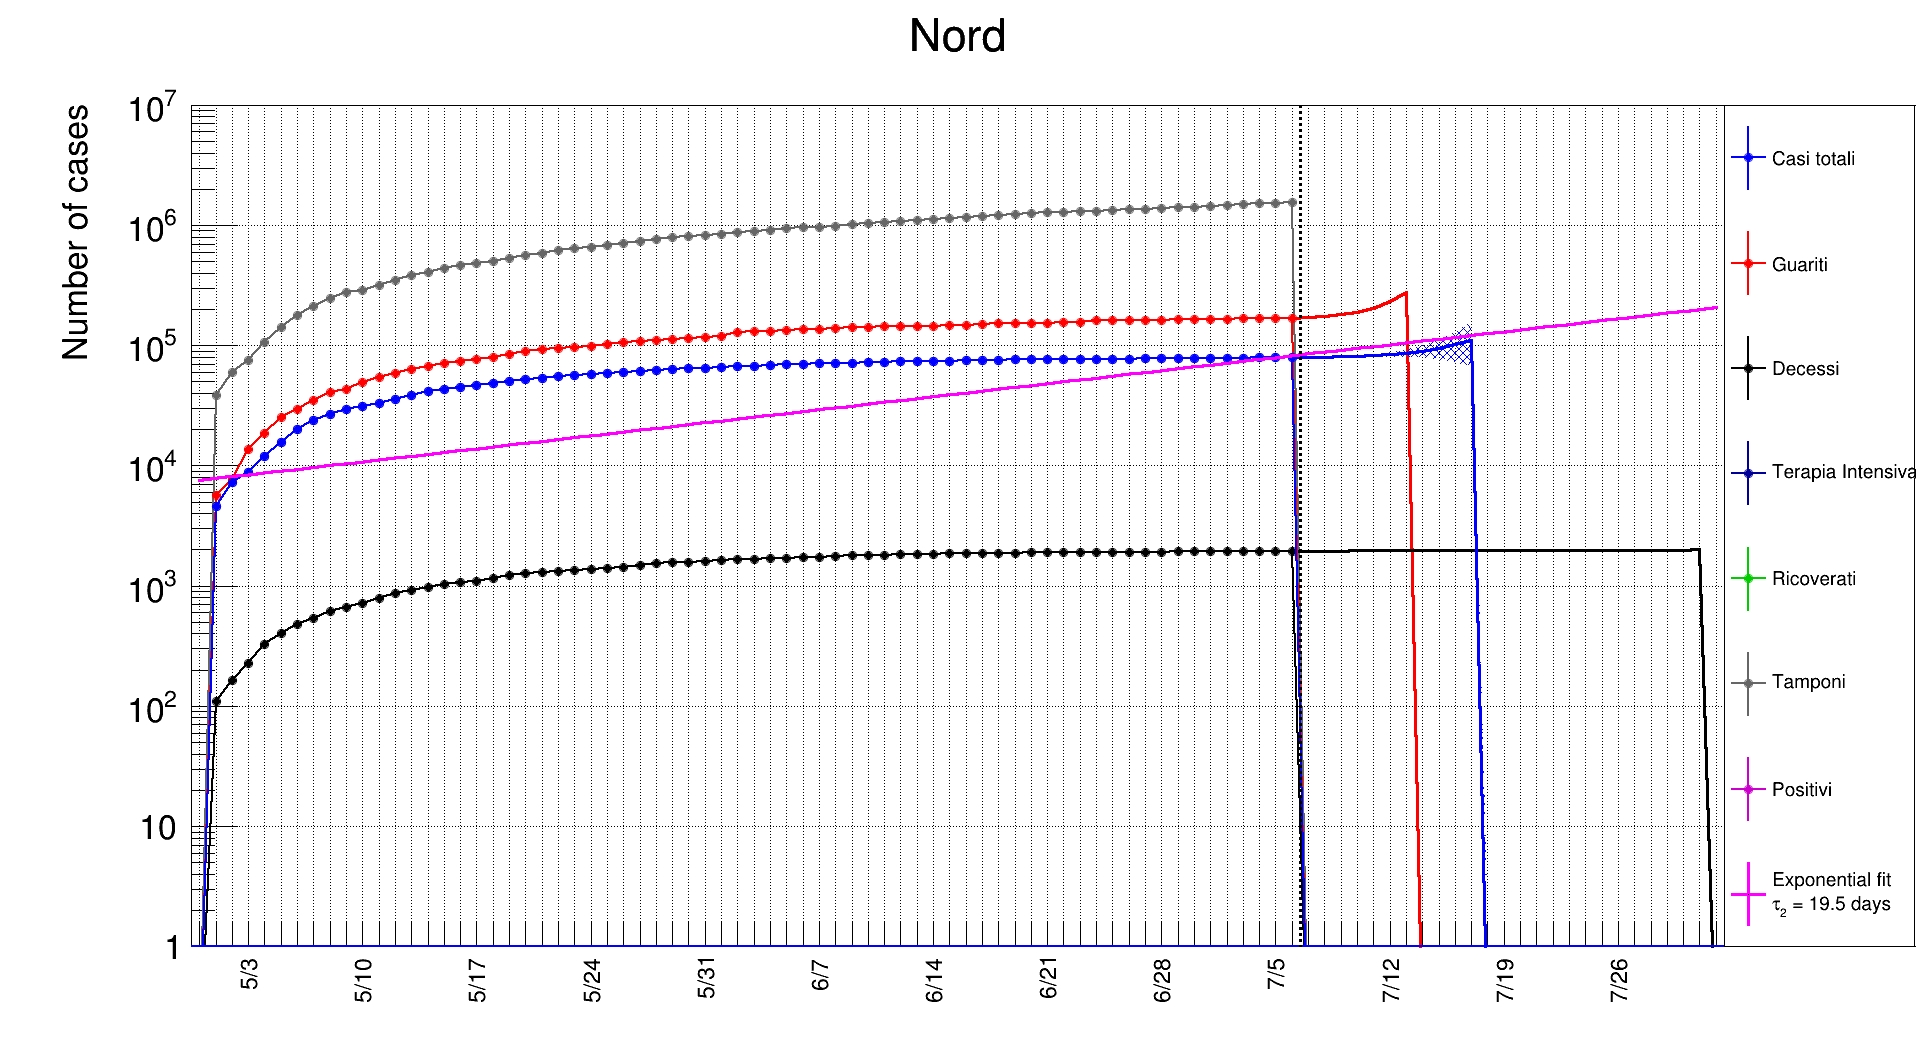 Nord
Number of cases
10^7
10^6
10^5
10^4
10^3
10^2
10
1
5/3
5/10
5/17
5/24
5/31
6/7
6/14
6/21
6/28
7/5
7/12
7/19
7/26
Casi totali
Guariti
Decessi
Terapia Intensiva
Ricoverati
Tamponi
Positivi
Exponential fit
τ₂ = 19.5 days